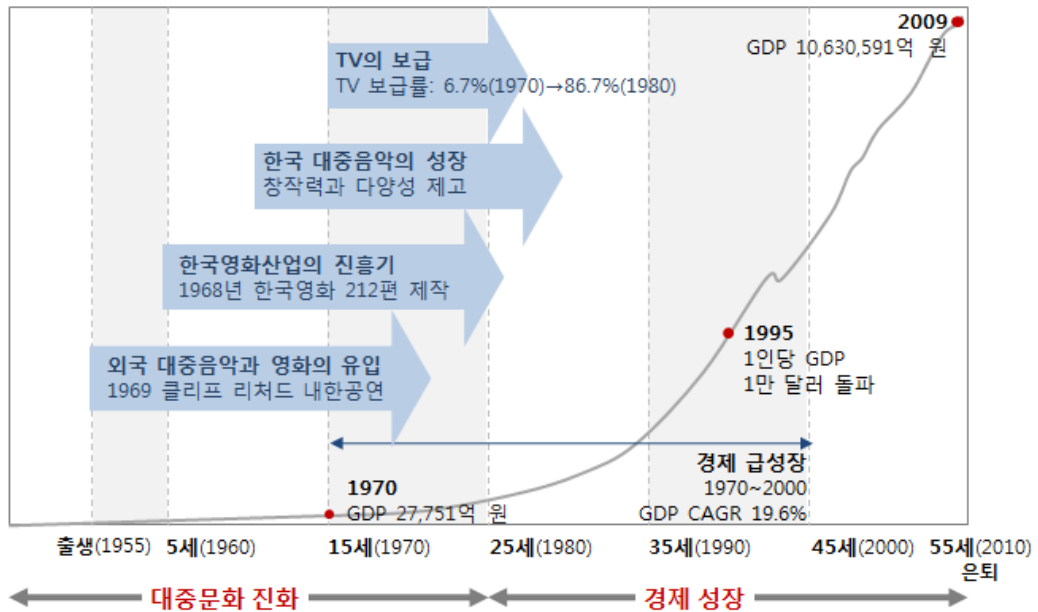 2009
GDP 10,630,591억 원
TV의 보급
TV 보급률: 6.7%(1970)→86.7%(1980)
한국 대중음악의 성장
창작력과 다양성 제고
한국영화산업의 진흥기
1968년 한국영화 212편 제작
1995
1인당 GDP
1만 달러 돌파
외국 대중음악과 영화의 유입
1969 클리프 리처드 내한공연
경제 급성장
1970~2000
GDP CAGR 19.6%
1970
GDP 27,751억 원
출생(1955) 5세(1960) 15세(1970) 25세(1980) 35세(1990) 45세(2000) 55세(2010)
은퇴
대중문화 진화 경제 성장